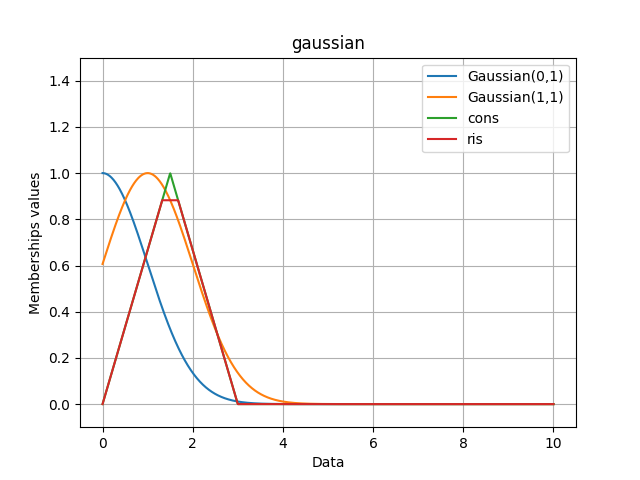 gaussian
Memberships values
1.4
1.2
1.0
0.8
0.6
0.4
0.2
0.0
Gaussian(0,1)
Gaussian(1,1)
cons
ris
0 2 4 6 8 10
Data